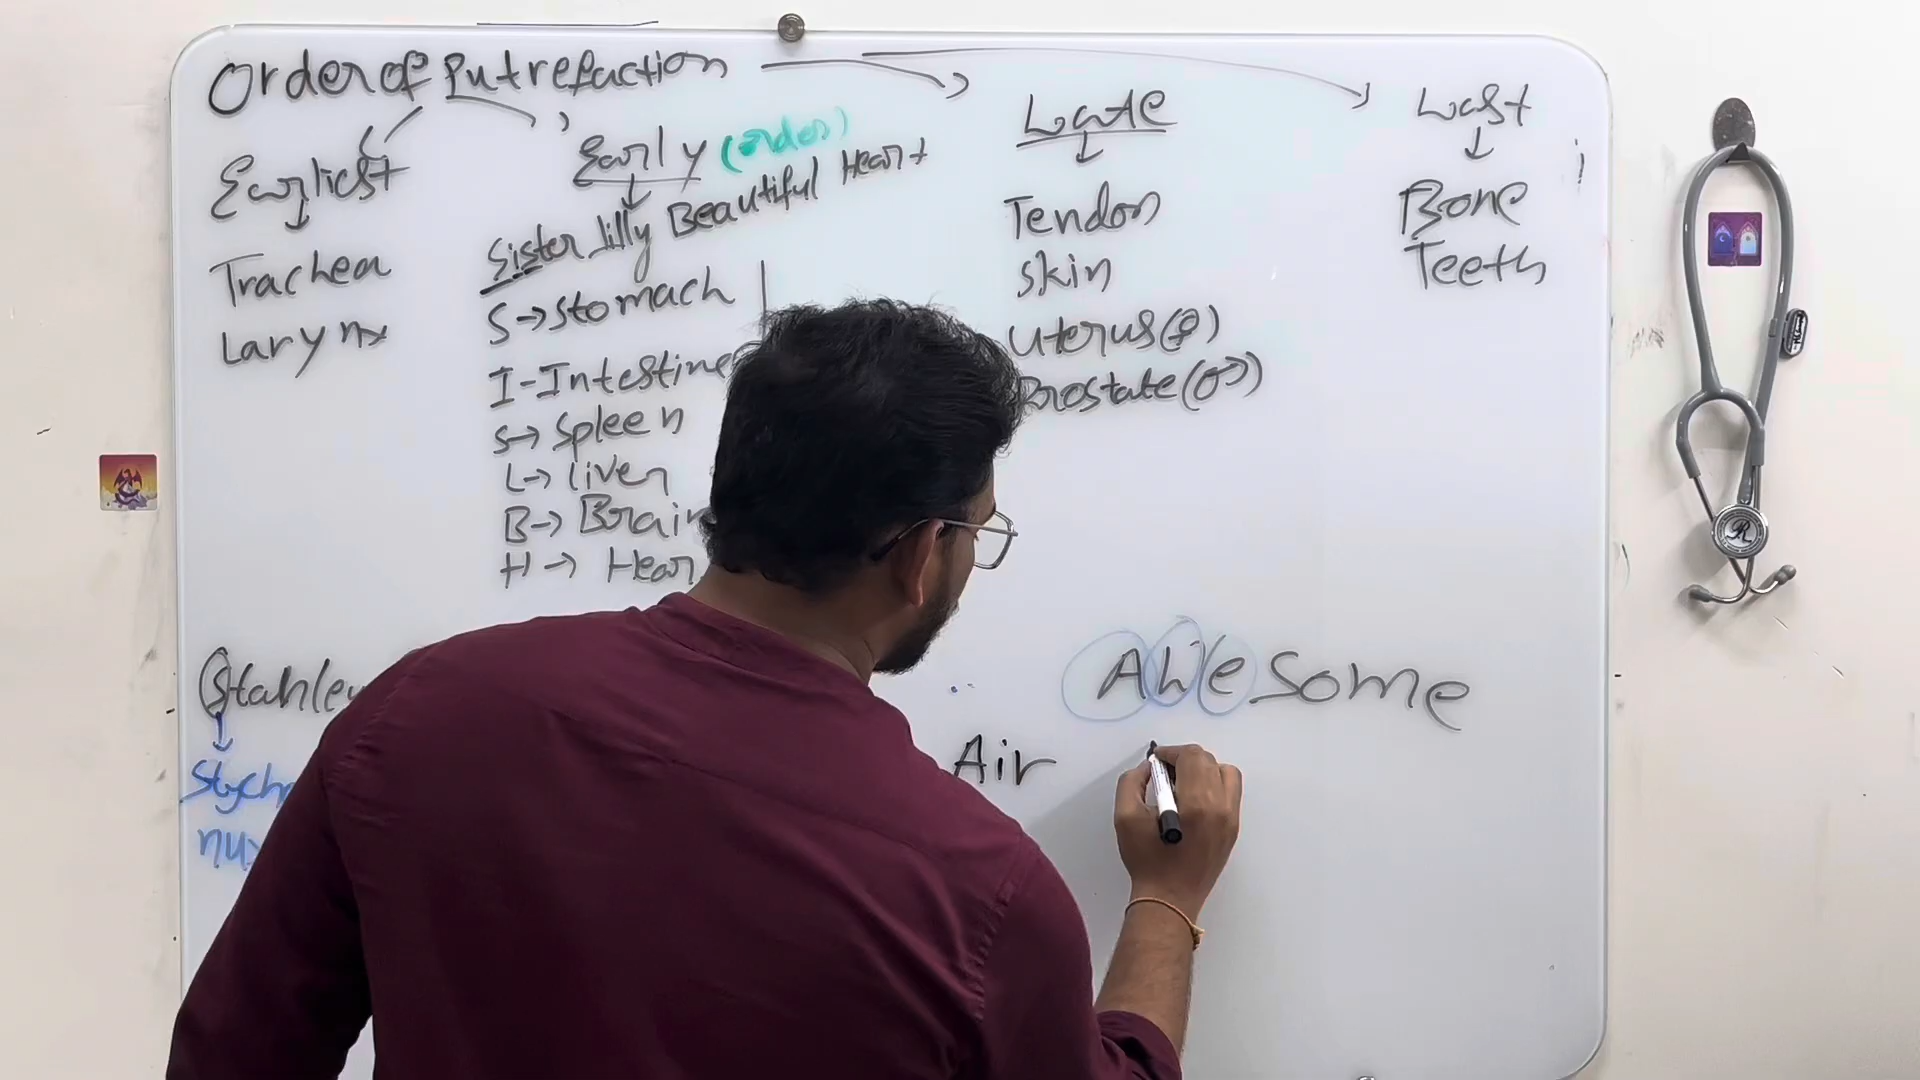 Order of Putrefaction
Earliest
Trachea
Larynx
Early (order)
Sister lilly Beautiful Heart
S→Stomach
I-Intestine
S→ Spleen
L→ liver
B→ Brain
H→ Hear
Late
Tendon
Skin
Uterus(♀)
Prostate(♂)
Last
Bone
Teeth
Awesome
Air